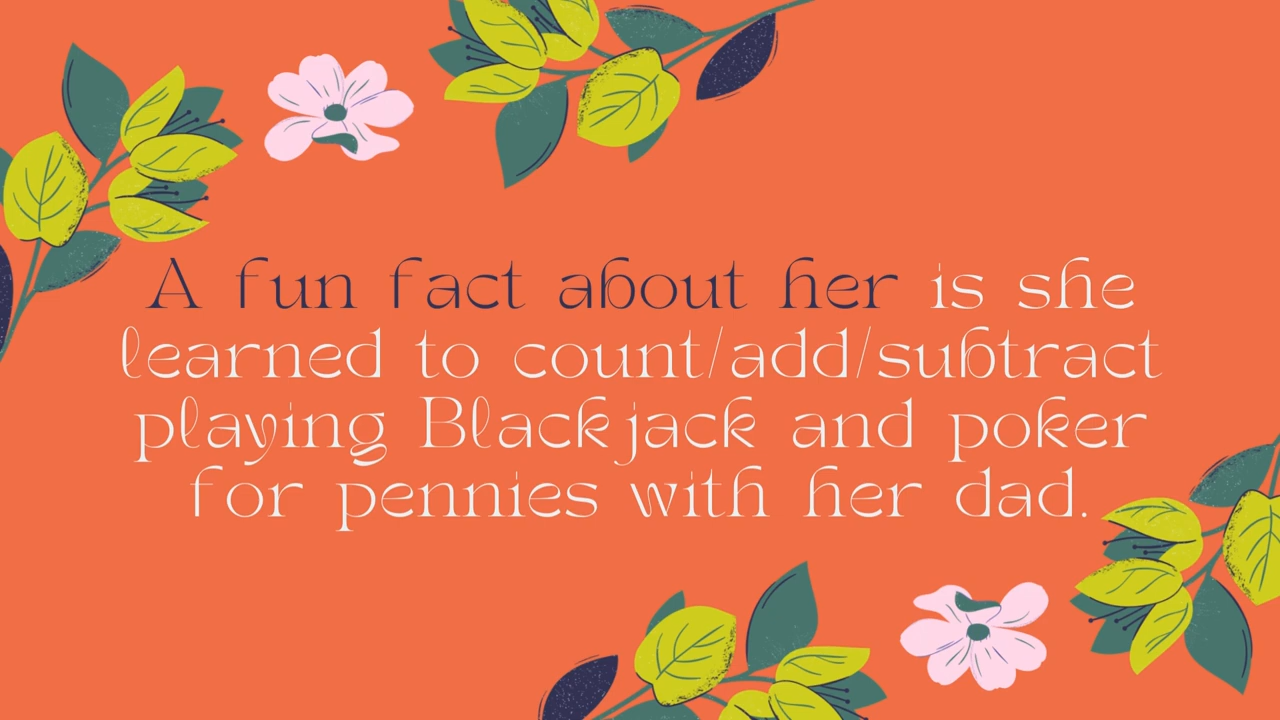 A fun fact about her is she
learned to count/add/subtract
playing Blackjack and poker
for pennies with her dad.